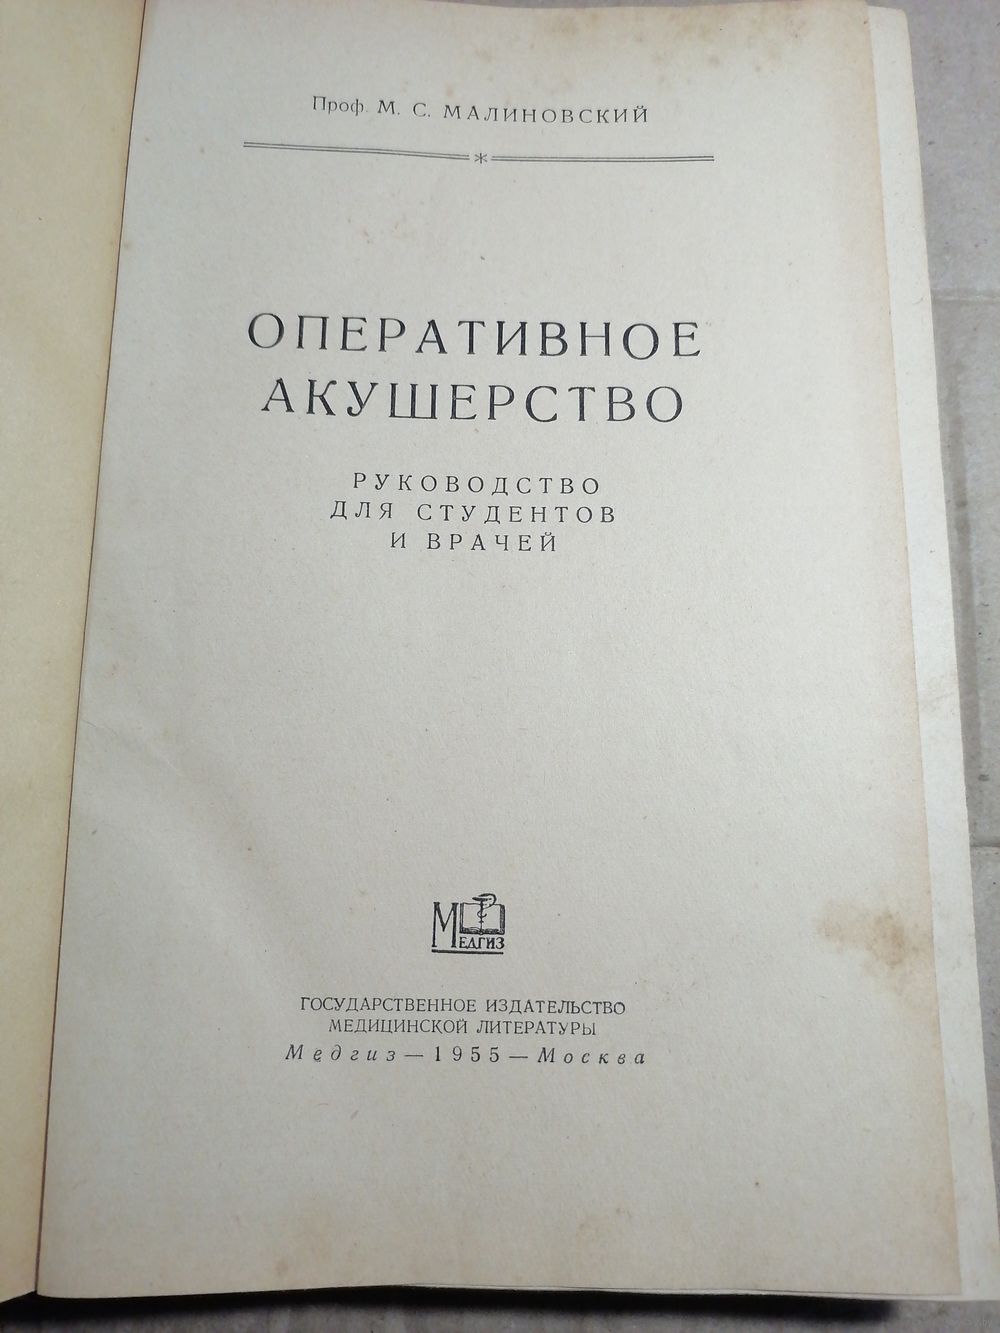 Проф. М. С. МАЛИНОВСКИЙ
ОПЕРАТИВНОЕ
АКУШЕРСТВО
РУКОВОДСТВО
ДЛЯ СТУДЕНТОВ
И ВРАЧЕЙ
МЕДГИЗ
ГОСУДАРСТВЕННОЕ ИЗДАТЕЛЬСТВО
МЕДИЦИНСКОЙ ЛИТЕРАТУРЫ
Медгиз — 1955 — Москва